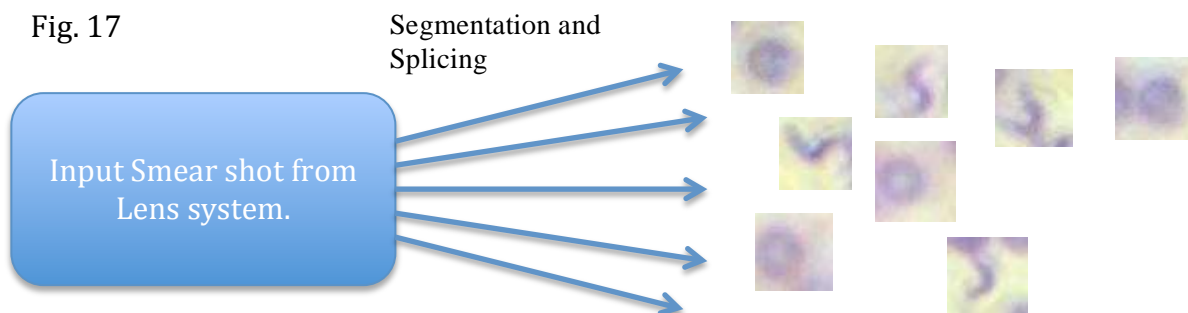 Fig. 17
Segmentation and
Splicing
Input Smear shot from
Lens system.